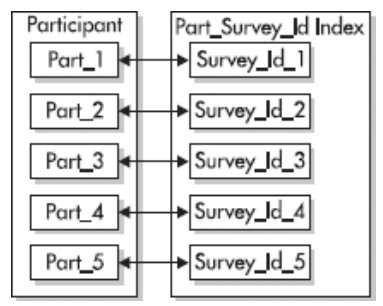 Participant Part_Survey_Id Index
Part_1 Survey_Id_1
Part_2 Survey_Id_2
Part_3 Survey_Id_3
Part_4 Survey_Id_4
Part_5 Survey_Id_5